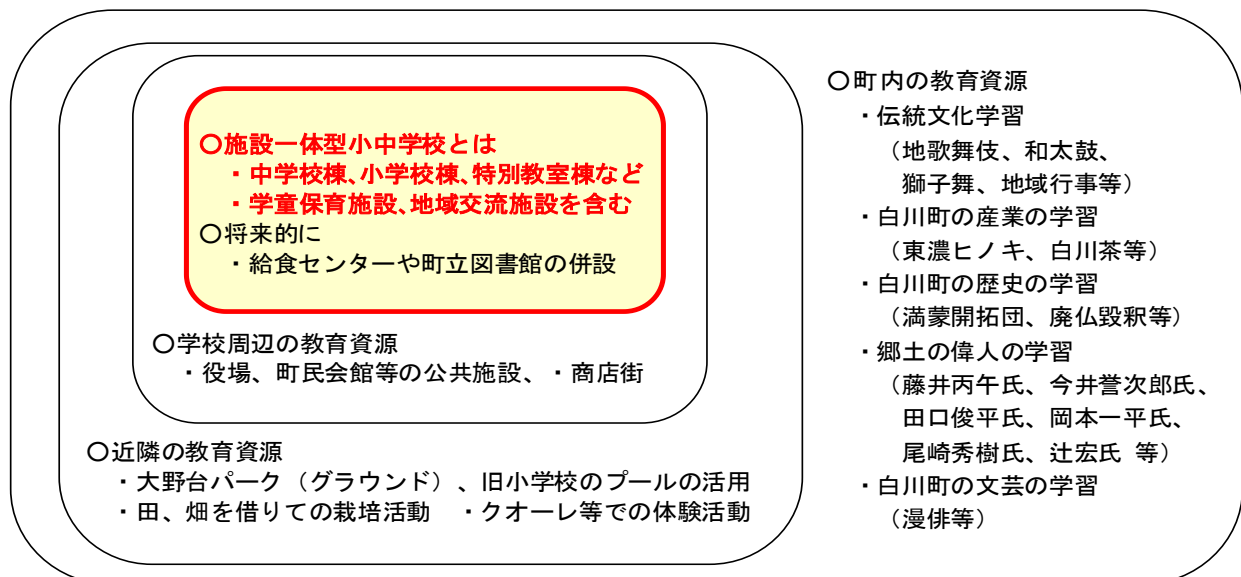 〇施設一体型小中学校とは
・中学校棟、小学校棟、特別教室棟など
・学童保育施設、地域交流施設を含む
〇将来的に
・給食センターや町立図書館の併設
〇学校周辺の教育資源
・役場、町民会館等の公共施設、・商店街
〇近隣の教育資源
・大野台パーク（グラウンド）、旧小学校のプールの活用
・田、畑を借りての栽培活動　・クオーレ等での体験活動
〇町内の教育資源
・伝統文化学習
（地歌舞伎、和太鼓、
獅子舞、地域行事等）
・白川町の産業の学習
（東濃ヒノキ、白川茶等）
・白川町の歴史の学習
（満蒙開拓団、廃仏毀釈等）
・郷土の偉人の学習
（藤井丙午氏、今井誉次郎氏、
田口俊平氏、岡本一平氏、
尾崎秀樹氏、辻宏氏 等）
・白川町の文芸の学習
（漫俳等）